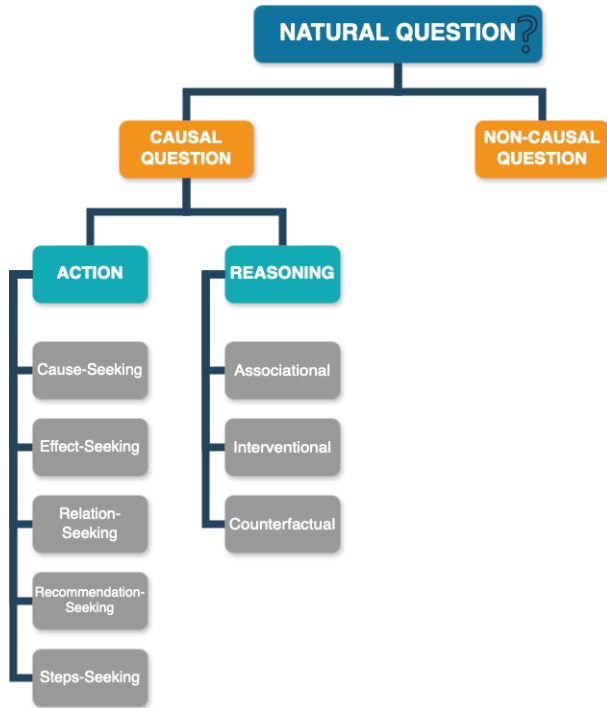 NATURAL QUESTION?
CAUSAL
QUESTION
NON-CAUSAL
QUESTION
ACTION
REASONING
Cause-Seeking
Associational
Effect-Seeking
Interventional
Relation-
Seeking
Counterfactual
Recommendation-
Seeking
Steps-Seeking